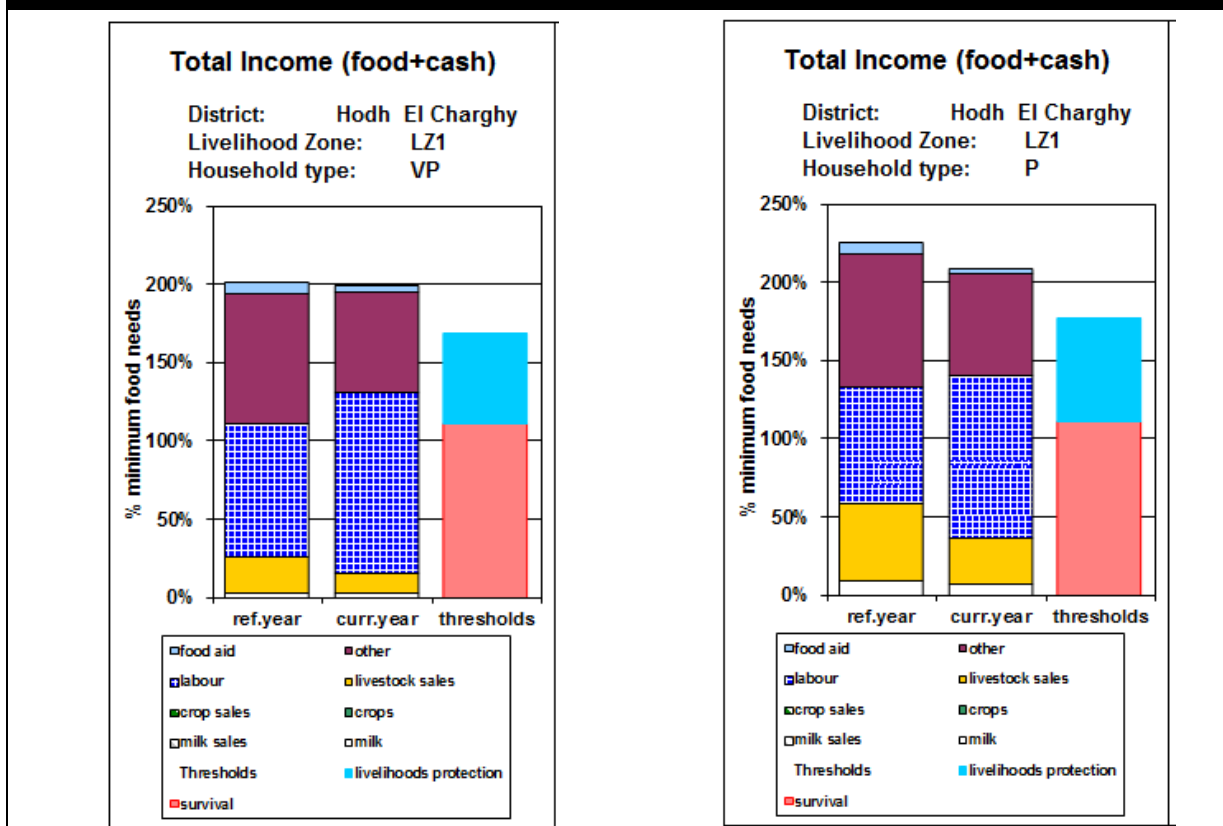 Total Income (food+cash)
District: Hodh El Charghy
Livelihood Zone: LZ1
Household type: VP
250%
200%
150%
100%
50%
0%
% minimum food needs
ref.year curr.year thresholds
food aid other
labour livestock sales
crop sales crops
milk sales milk
Thresholds livelihoods protection
survival
Total Income (food+cash)
District: Hodh El Charghy
Livelihood Zone: LZ1
Household type: P
250%
200%
150%
100%
50%
0%
% minimum food needs
ref.year curr.year thresholds
food aid other
labour livestock sales
crop sales crops
milk sales milk
Thresholds livelihoods protection
survival